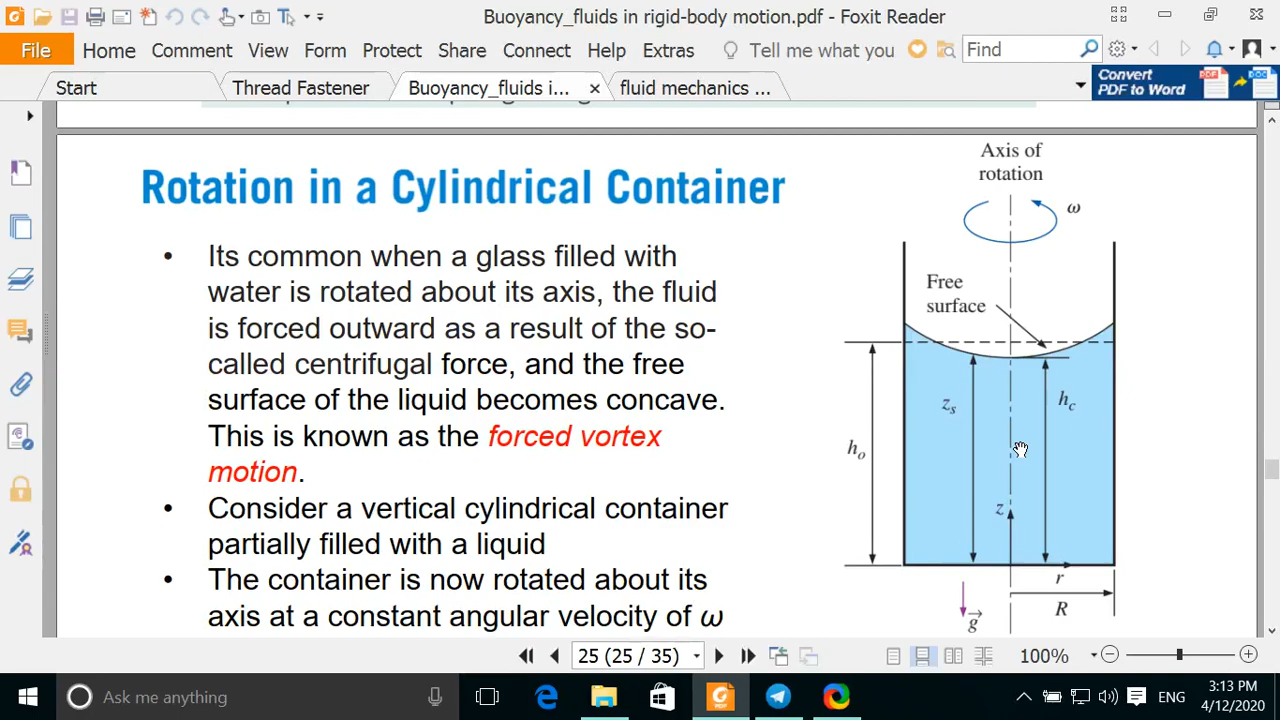 Buoyancy_fluids in rigid-body motion.pdf - Foxit Reader
File Home Comment View Form Protect Share Connect Help Extras Tell me what you Find
Start Thread Fastener Buoyancy_fluids i... × fluid mechanics ... Convert
PDF to Word
PDF DOC
Rotation in a Cylindrical Container
• Its common when a glass filled with
water is rotated about its axis, the fluid
is forced outward as a result of the so-
called centrifugal force, and the free
surface of the liquid becomes concave.
This is known as the forced vortex
motion.
• Consider a vertical cylindrical container
partially filled with a liquid
• The container is now rotated about its
axis at a constant angular velocity of ω
Axis of
rotation
ω
Free
surface
zs
hc
ho
z
r
R
g
25 (25 / 35) 100%
Ask me anything
ENG
3:13 PM
4/12/2020